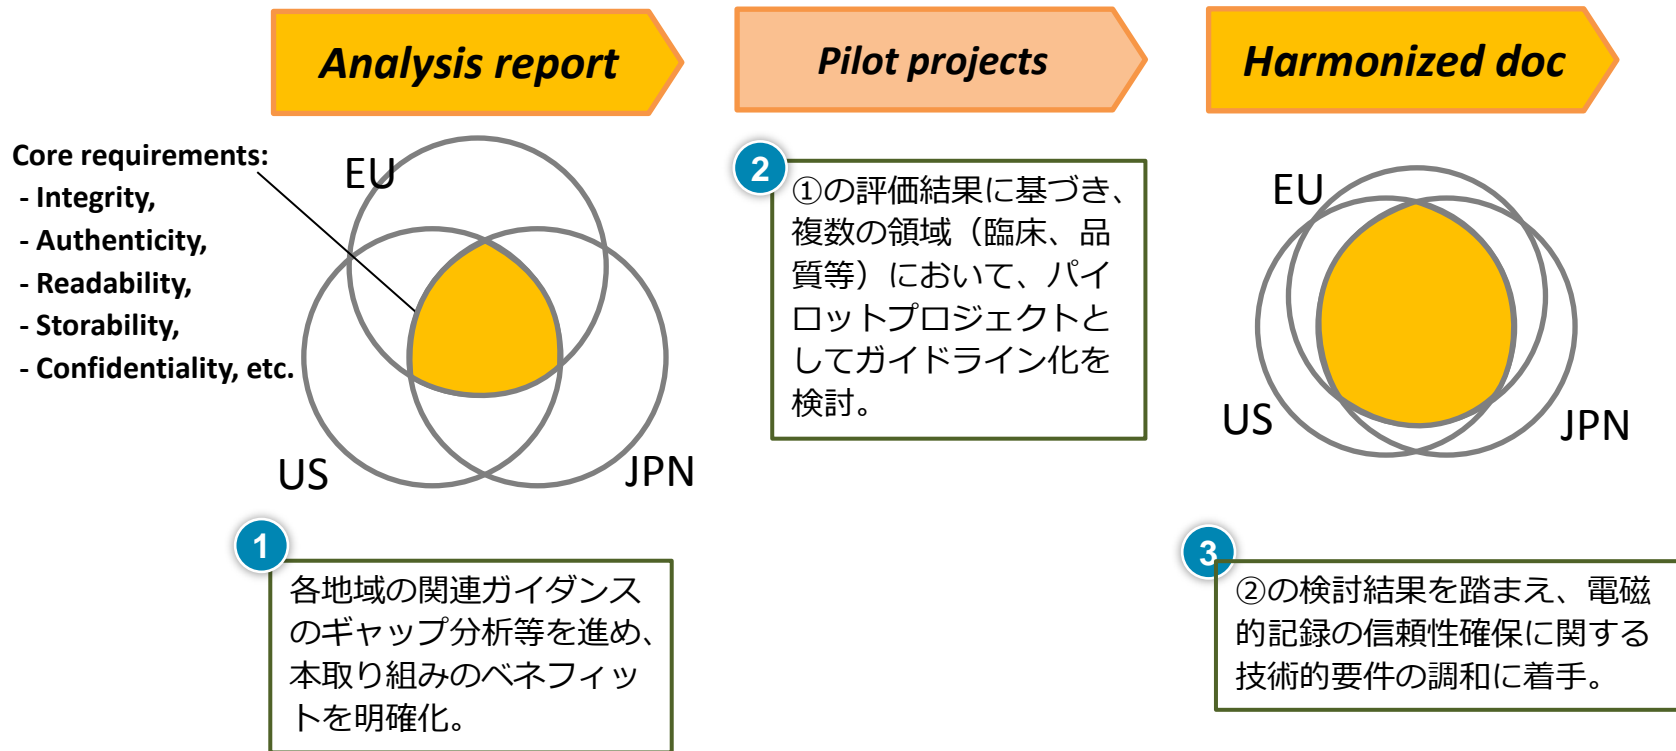 Analysis report
Pilot projects
Harmonized doc
Core requirements:
- Integrity,
- Authenticity,
- Readability,
- Storability,
- Confidentiality, etc.
EU
US
JPN
1
各地域の関連ガイダンス
のギャップ分析等を進め、
本取り組みのベネフィッ
トを明確化。
2
①の評価結果に基づき、
複数の領域（臨床、品
質等）において、パイ
ロットプロジェクトと
してガイドライン化を
検討。
EU
US
JPN
3
②の検討結果を踏まえ、電磁
的記録の信頼性確保に関する
技術的要件の調和に着手。